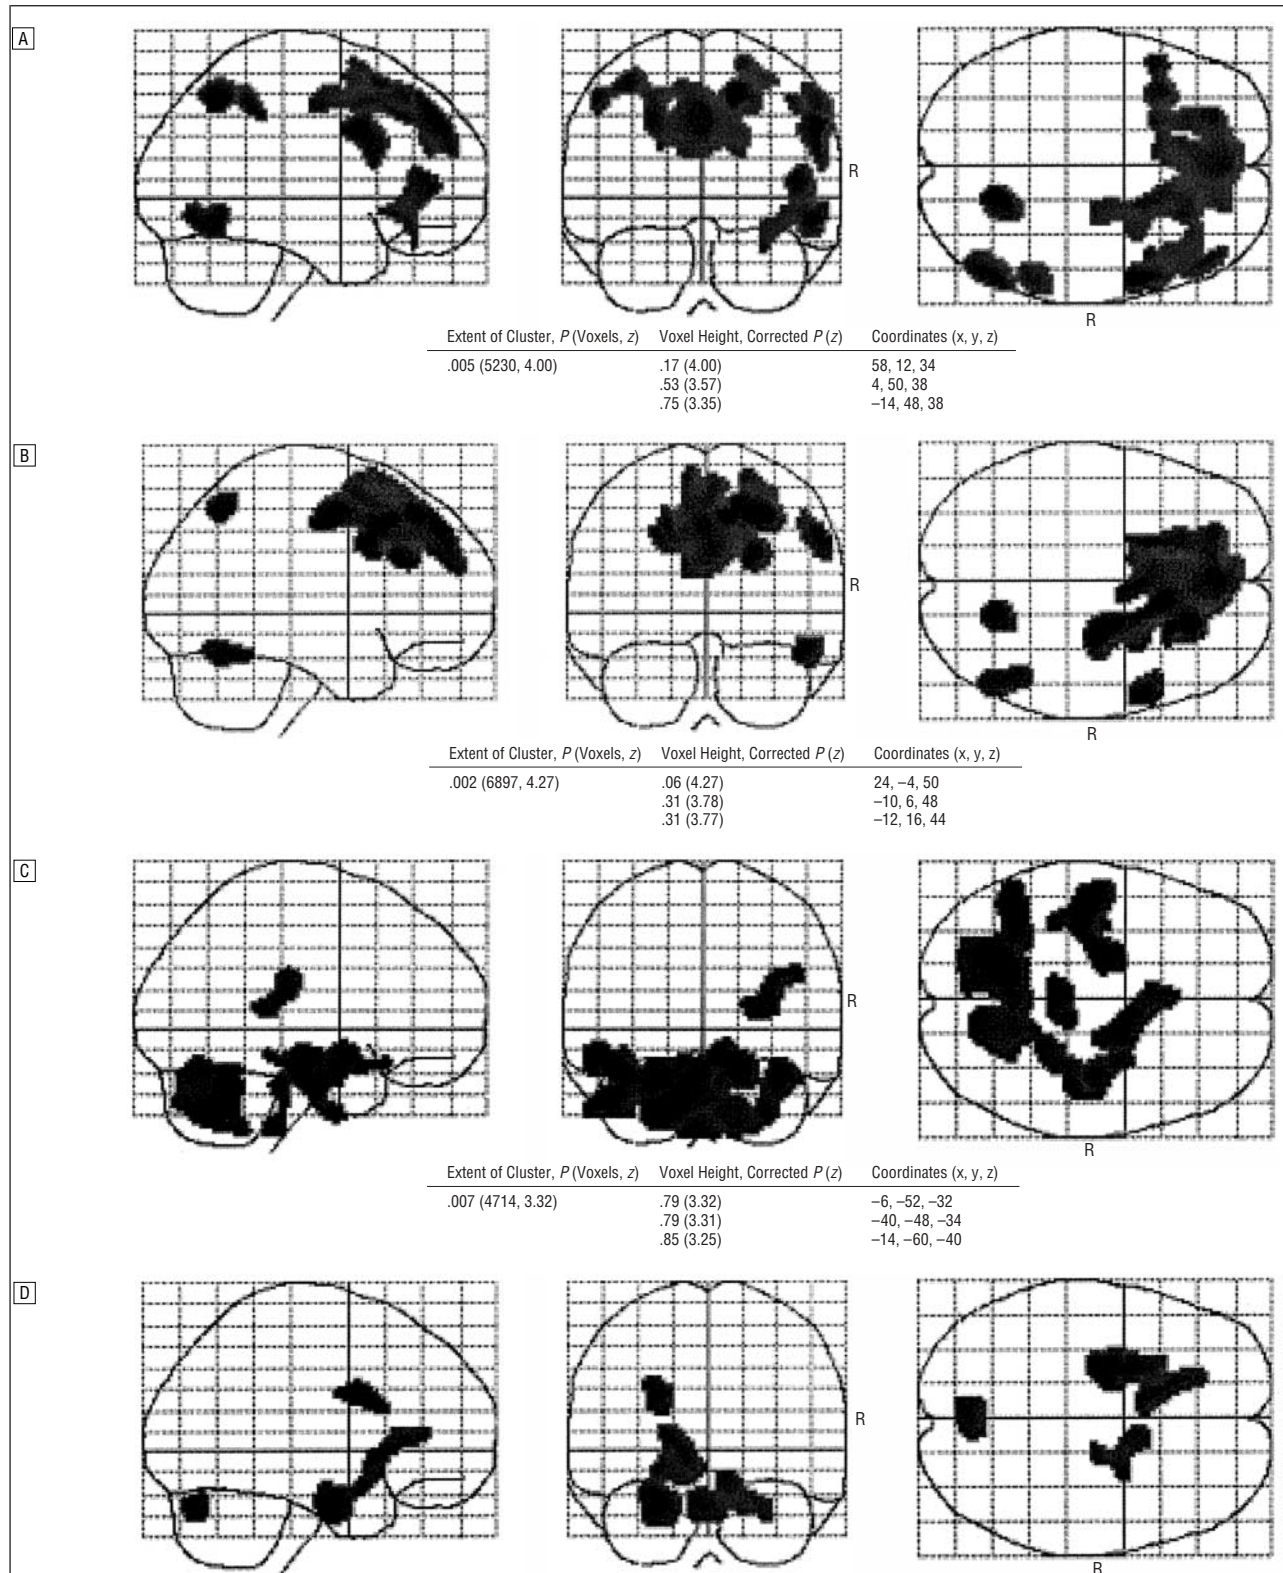 A
R
R
Extent of Cluster, P (Voxels, z) Voxel Height, Corrected P (z) Coordinates (x, y, z)
.005 (5230, 4.00) .17 (4.00) 58, 12, 34
.53 (3.57) 4, 50, 38
.75 (3.35) –14, 48, 38
B
R
R
Extent of Cluster, P (Voxels, z) Voxel Height, Corrected P (z) Coordinates (x, y, z)
.002 (6897, 4.27) .06 (4.27) 24, –4, 50
.31 (3.78) –10, 6, 48
.31 (3.77) –12, 16, 44
C
R
R
Extent of Cluster, P (Voxels, z) Voxel Height, Corrected P (z) Coordinates (x, y, z)
.007 (4714, 3.32) .79 (3.32) –6, –52, –32
.79 (3.31) –40, –48, –34
.85 (3.25) –14, –60, –40
D
R
R